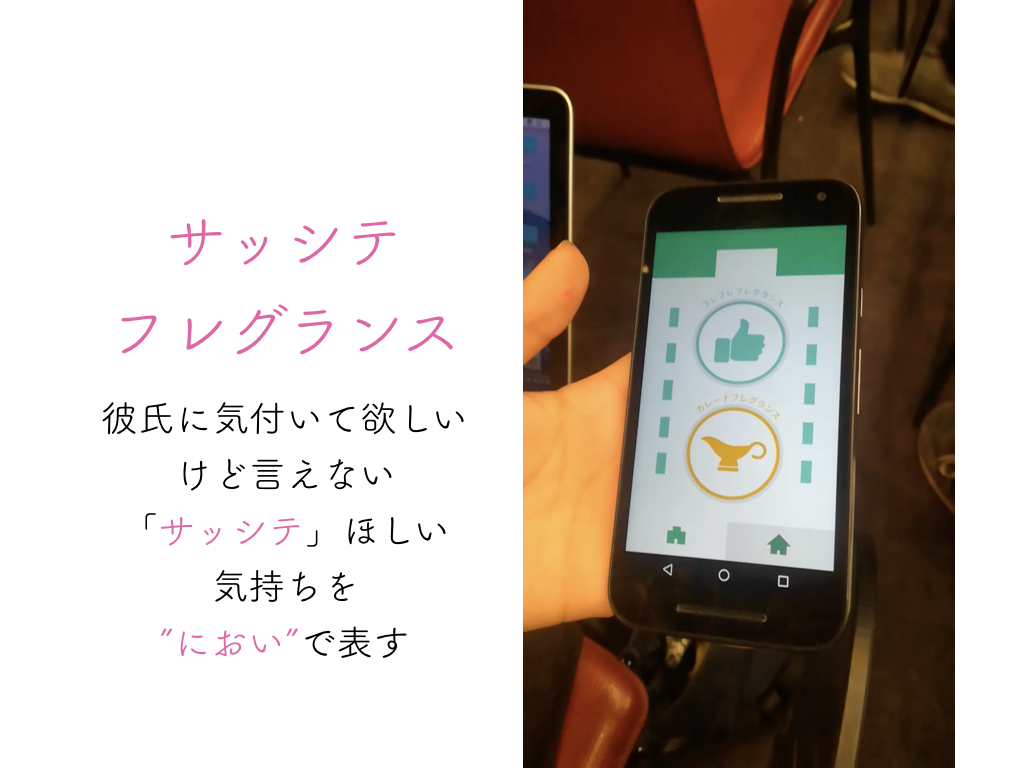 サッシテ
フレグランス
彼氏に気付いて欲しい
けど言えない
「サッシテ」ほしい
気持ちを
"におい"で表す
フレフレフレグランス
カレーナフレグランス